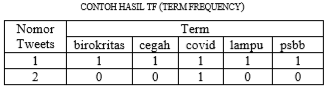 CONTOH HASIL TF (TERM FREQUENCY)
Nomor Tweets Term
birokritas cegah covid lampu psbb
1 1 1 1 1 1
2 0 0 1 0 0